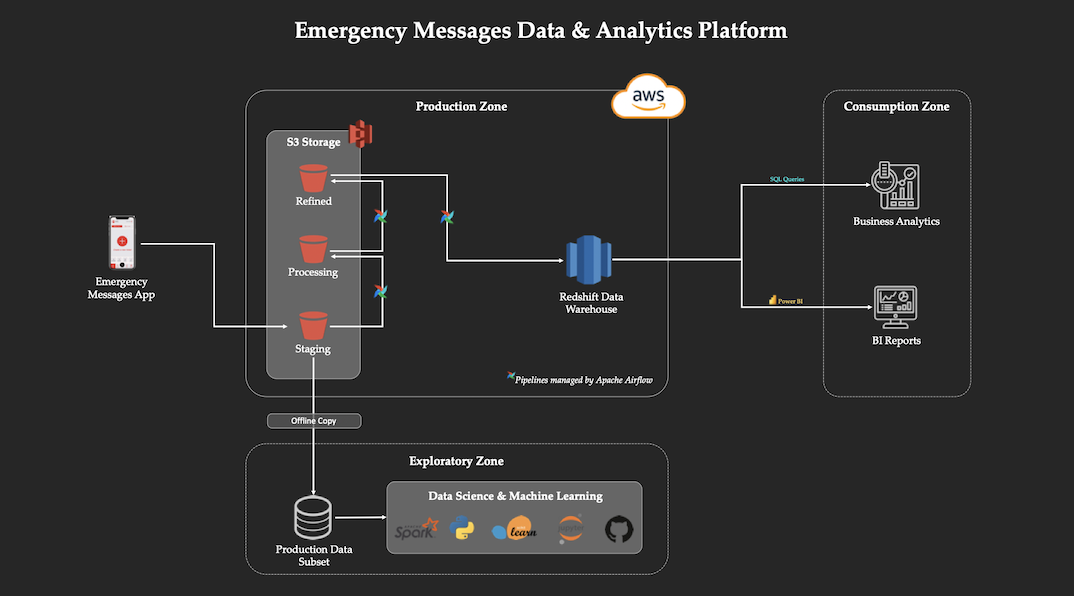 Emergency Messages Data & Analytics Platform
Production Zone
aws
Consumption Zone
S3 Storage
Refined
SQL Queries
Business Analytics
Processing
Emergency
Messages App
Redshift Data
Warehouse
Power BI
BI Reports
Staging
Pipelines managed by Apache Airflow
Offline Copy
Exploratory Zone
Data Science & Machine Learning
Spark
learn
Production Data
Subset